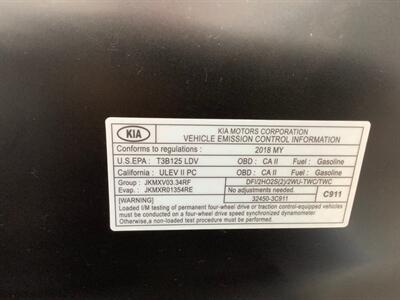 KIA
KIA MOTORS CORPORATION
VEHICLE EMISSION CONTROL INFORMATION
Conforms to regulations : 2018 MY
U.S.EPA : T3B125 LDV OBD : CA II Fuel : Gasoline
California : ULEV II PC OBD : CA II Fuel : Gasoline
Group : JKMXV03.34RF DFI/2HO2S(2)/2WU-TWC/TWC
Evap. : JKMXR01354RE No adjustments needed. C911
32450-3C911
[WARNING]
Loaded I/M testing of permanent four-wheel drive or traction control-equipped vehicles
must be conducted on a four-wheel drive speed synchronized dynamometer
Otherwise,a non-loaded test procedure must be performed.